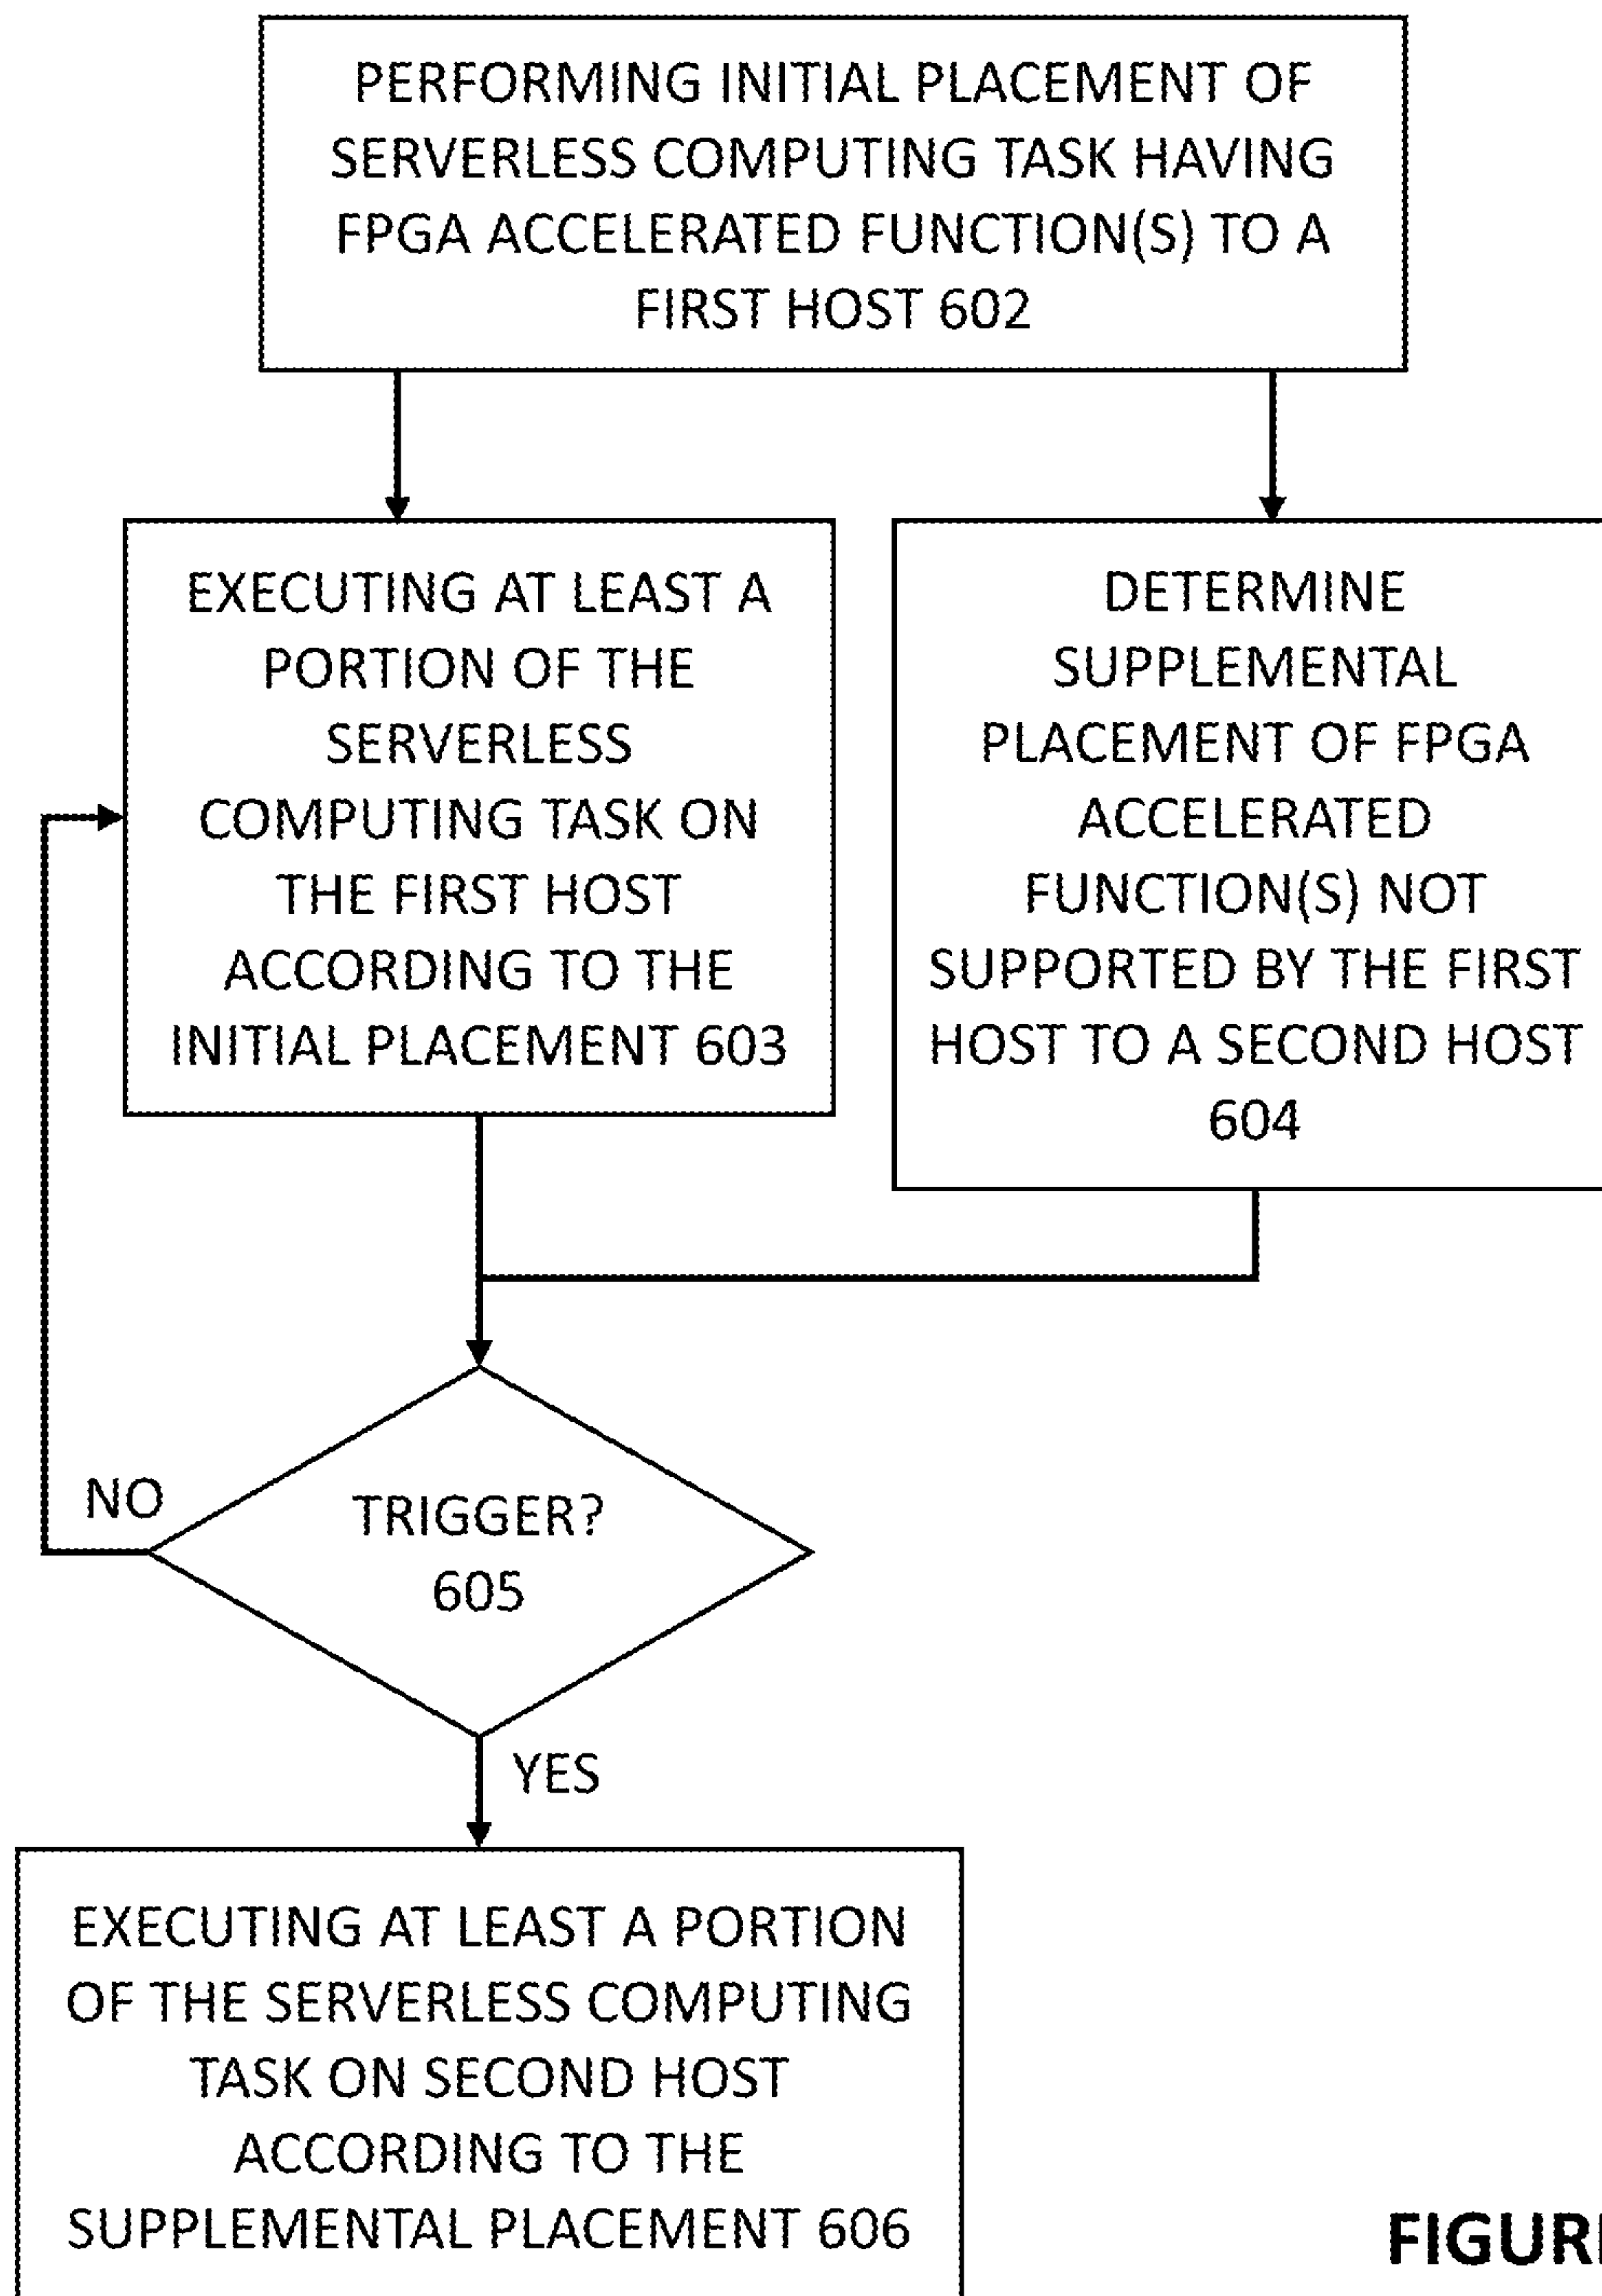 PERFORMING INITIAL PLACEMENT OF
SERVERLESS COMPUTING TASK HAVING
FPGA ACCELERATED FUNCTION(S) TO A
FIRST HOST 602
EXECUTING AT LEAST A
PORTION OF THE
SERVERLESS
COMPUTING TASK ON
THE FIRST HOST
ACCORDING TO THE
INITIAL PLACEMENT 603
DETERMINE
SUPPLEMENTAL
PLACEMENT OF FPGA
ACCELERATED
FUNCTION(S) NOT
SUPPORTED BY THE FIRST
HOST TO A SECOND HOST
604
NO
TRIGGER?
605
YES
EXECUTING AT LEAST A PORTION
OF THE SERVERLESS COMPUTING
TASK ON SECOND HOST
ACCORDING TO THE
SUPPLEMENTAL PLACEMENT 606